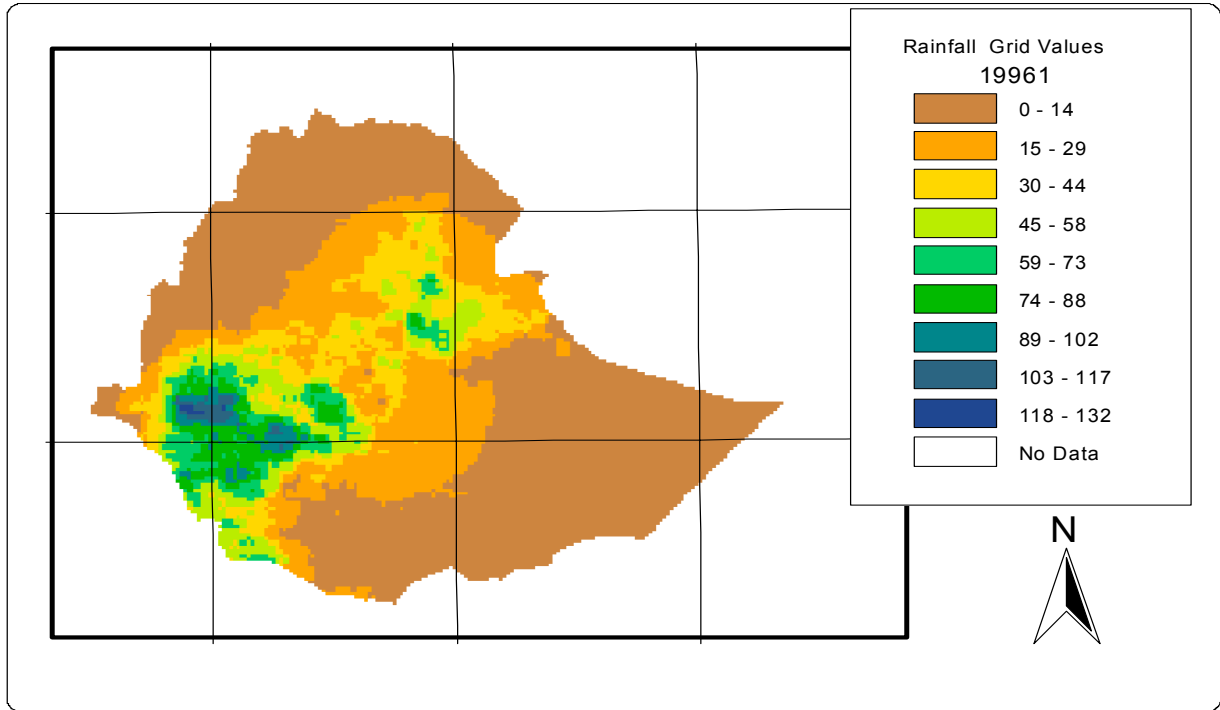 Rainfall Grid Values
19961
0 - 14
15 - 29
30 - 44
45 - 58
59 - 73
74 - 88
89 - 102
103 - 117
118 - 132
No Data
N